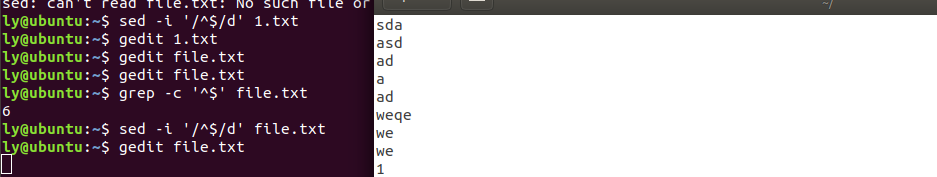 sed: can't read file.txt: No such file or
ly@ubuntu:~$ sed -i '/^$/d' 1.txt
ly@ubuntu:~$ gedit 1.txt
ly@ubuntu:~$ gedit file.txt
ly@ubuntu:~$ gedit file.txt
ly@ubuntu:~$ grep -c '^$' file.txt
6
ly@ubuntu:~$ sed -i '/^$/d' file.txt
ly@ubuntu:~$ gedit file.txt
~/
sda
asd
ad
a
ad
weqe
we
we
1